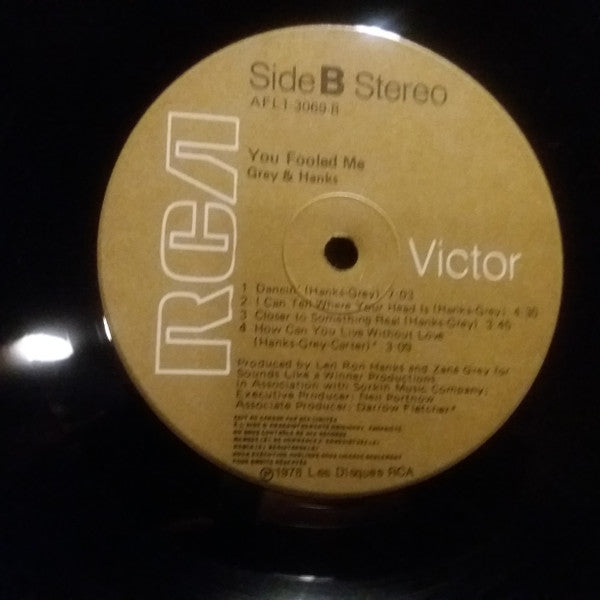 Side B Stereo
AFL1-3069-B
You Fooled Me
Grey & Hanks
RCA
Victor
1 Dancin' (Hanks-Grey) 7:03
2 I Can Tell Where Your Head Is (Hanks-Grey) 4:30
3 Closer to Something Real (Hanks-Grey) 3:46
4 How Can You Live Without Love
(Hanks-Grey-Carter)* 3:09
Produced by Len Ron Hanks and Zane Grey for
Sounds Like a Winner Productions
in Association with Sorkin Music Company;
Executive Producer: Neil Portnow
Associate Producer: Darrow Fletcher*
℗1978 Les Disques RCA